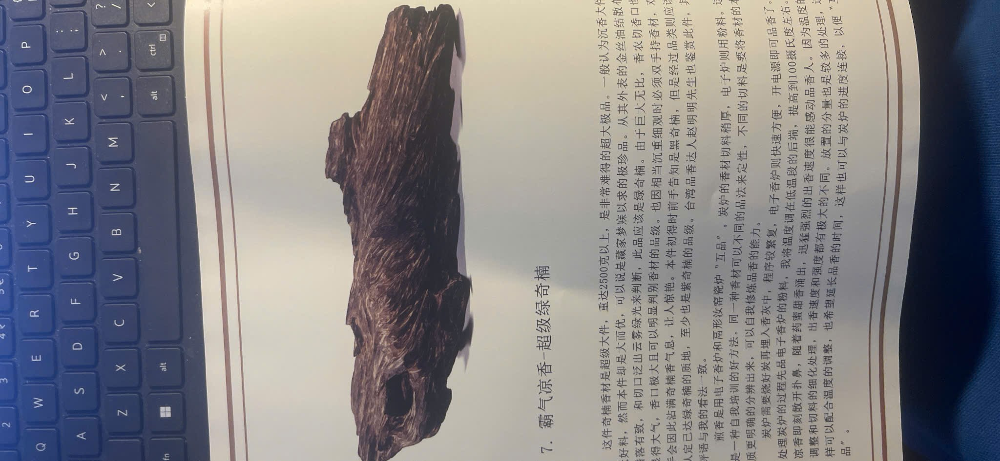 7. 霸气凉香-超级绿奇楠
这件奇楠香材是超级大件，重达2500克以上，是非常难得的超大极品。一般认为沉香大件
好料，然而本件却是大而优，可以说是藏家梦寐以求的极珍品。从其外表的金丝油结散布
落有致，和切口泛出云雾绿光来判断，此品应该是绿奇楠。由于巨大无比，香农切香口也
得大气，香口极大且可以明显判别香材的品级。也因相当沉重细观时必须双手持香材，双
会因此沾满奇楠香气息，让人惊艳。本件初得时前手告知是黑奇楠，但是经过品类则应该
定已达绿奇楠的质地，至少也是紫奇楠的品级。台湾品香达人赵明明先生也鉴赏此件，其
评语与我的看法一致。
煎香是用电子香炉和鬲形汝窑瓷炉“互品”。炭炉的香材切料稍厚，电子炉则用粉料。这
是一种自我培训的好方法。同一种香材可以不同的品法来定性，不同的切料是要将香材的本
质更明确的分辨出来，可以自我修炼品香的能力。
炭炉需要烧好炭再埋入香灰中，程序较繁复，电子香炉则快速方便，开电源即可品香了。
处理炭炉的过程先品电子香炉的粉料，我将温度调在低温段的后端，提高到100摄氏度左右。
凉香即刻散开扑鼻，随着药蜜甜香涌出，迅猛强烈的出香速度很能感动品香人。因为温度的
调整和切料的细化处理，出香速度和强度都有极大的不同。放置的分量也是较多的处理，这
样可以配合温度的调整，也希望延长品香的时间，这样也可以与炭炉的进度连接，以便“互
品”。
2 3 4 ₹ 5 €
Q W E R T Y U I O P {
A S D F G H J K L : ;
Z X C V B N M < , > . ? /
fn alt alt ctrl <